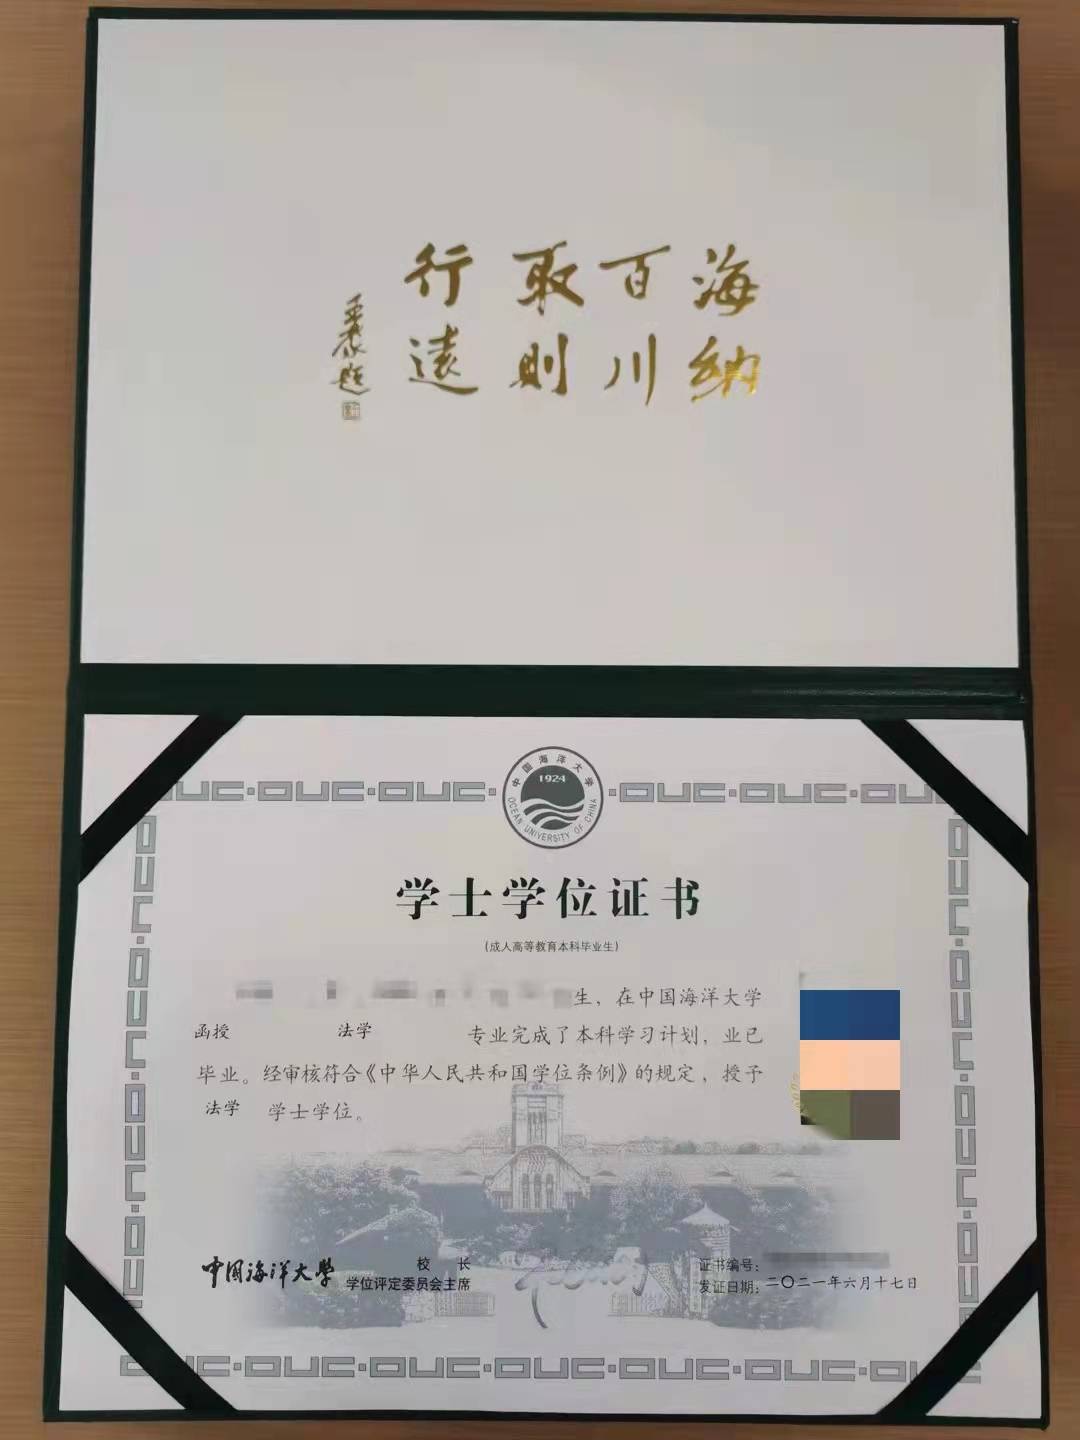 海纳
百川
取则
行遠
王蒙题
中国海洋大学
1924
OCEAN UNIVERSITY OF CHINA
学士学位证书
(成人高等教育本科毕业生)
生，在中国海洋大学
函授 法学 专业完成了本科学习计划，业已
毕业。经审核符合《中华人民共和国学位条例》的规定，授予
法学 学士学位。
中国海洋大学
校 长
学位评定委员会主席
证书编号：
发证日期：二〇二一年六月十七日